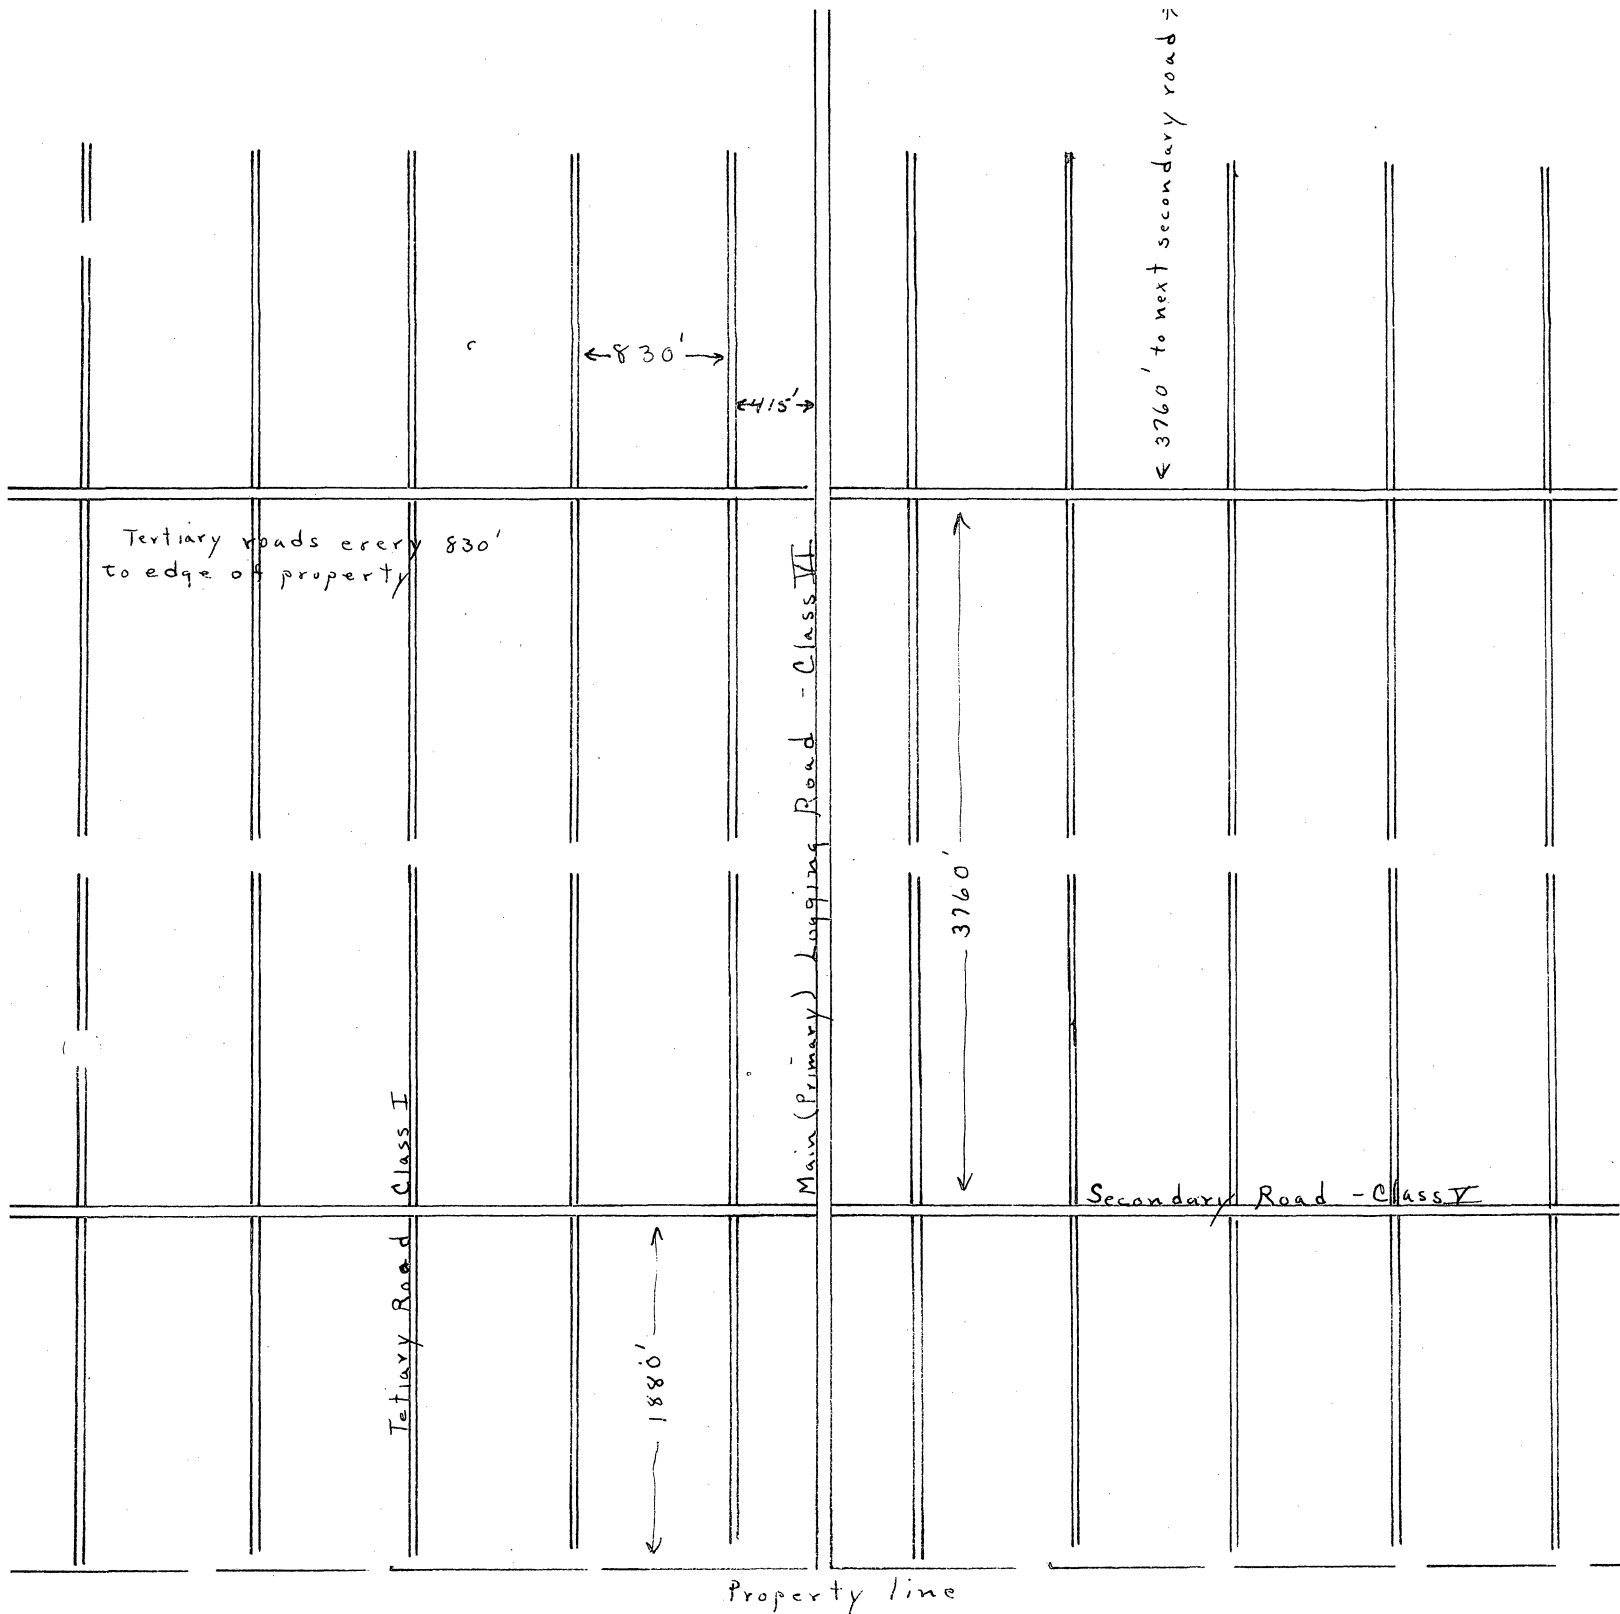 3760' to next secondary road
830'
415'
Tertiary roads erery 830'
to edge of property
Main (Primary) Logging Road - Class VI
3760'
Tetiary Road Class I
Secondary Road - Class V
1880'
Property line